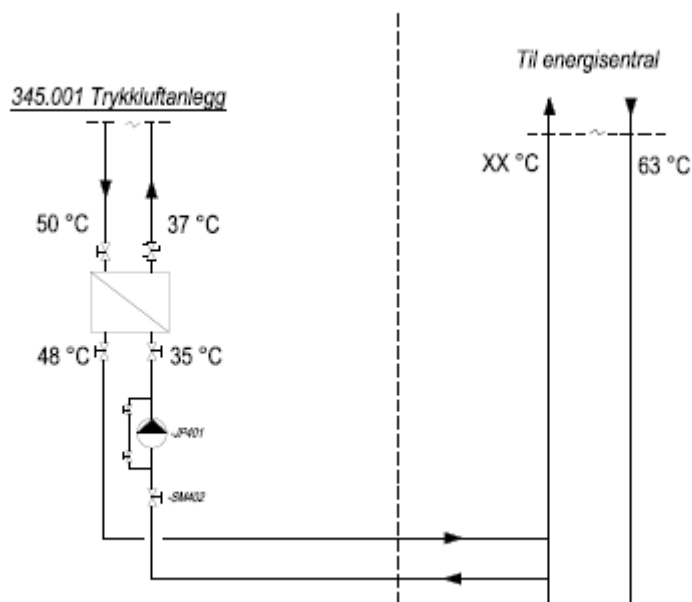 Til energisentral
345.001 Trykkluftanlegg
XX °C
63 °C
50 °C
37 °C
48 °C
35 °C
-JP401
-SM402